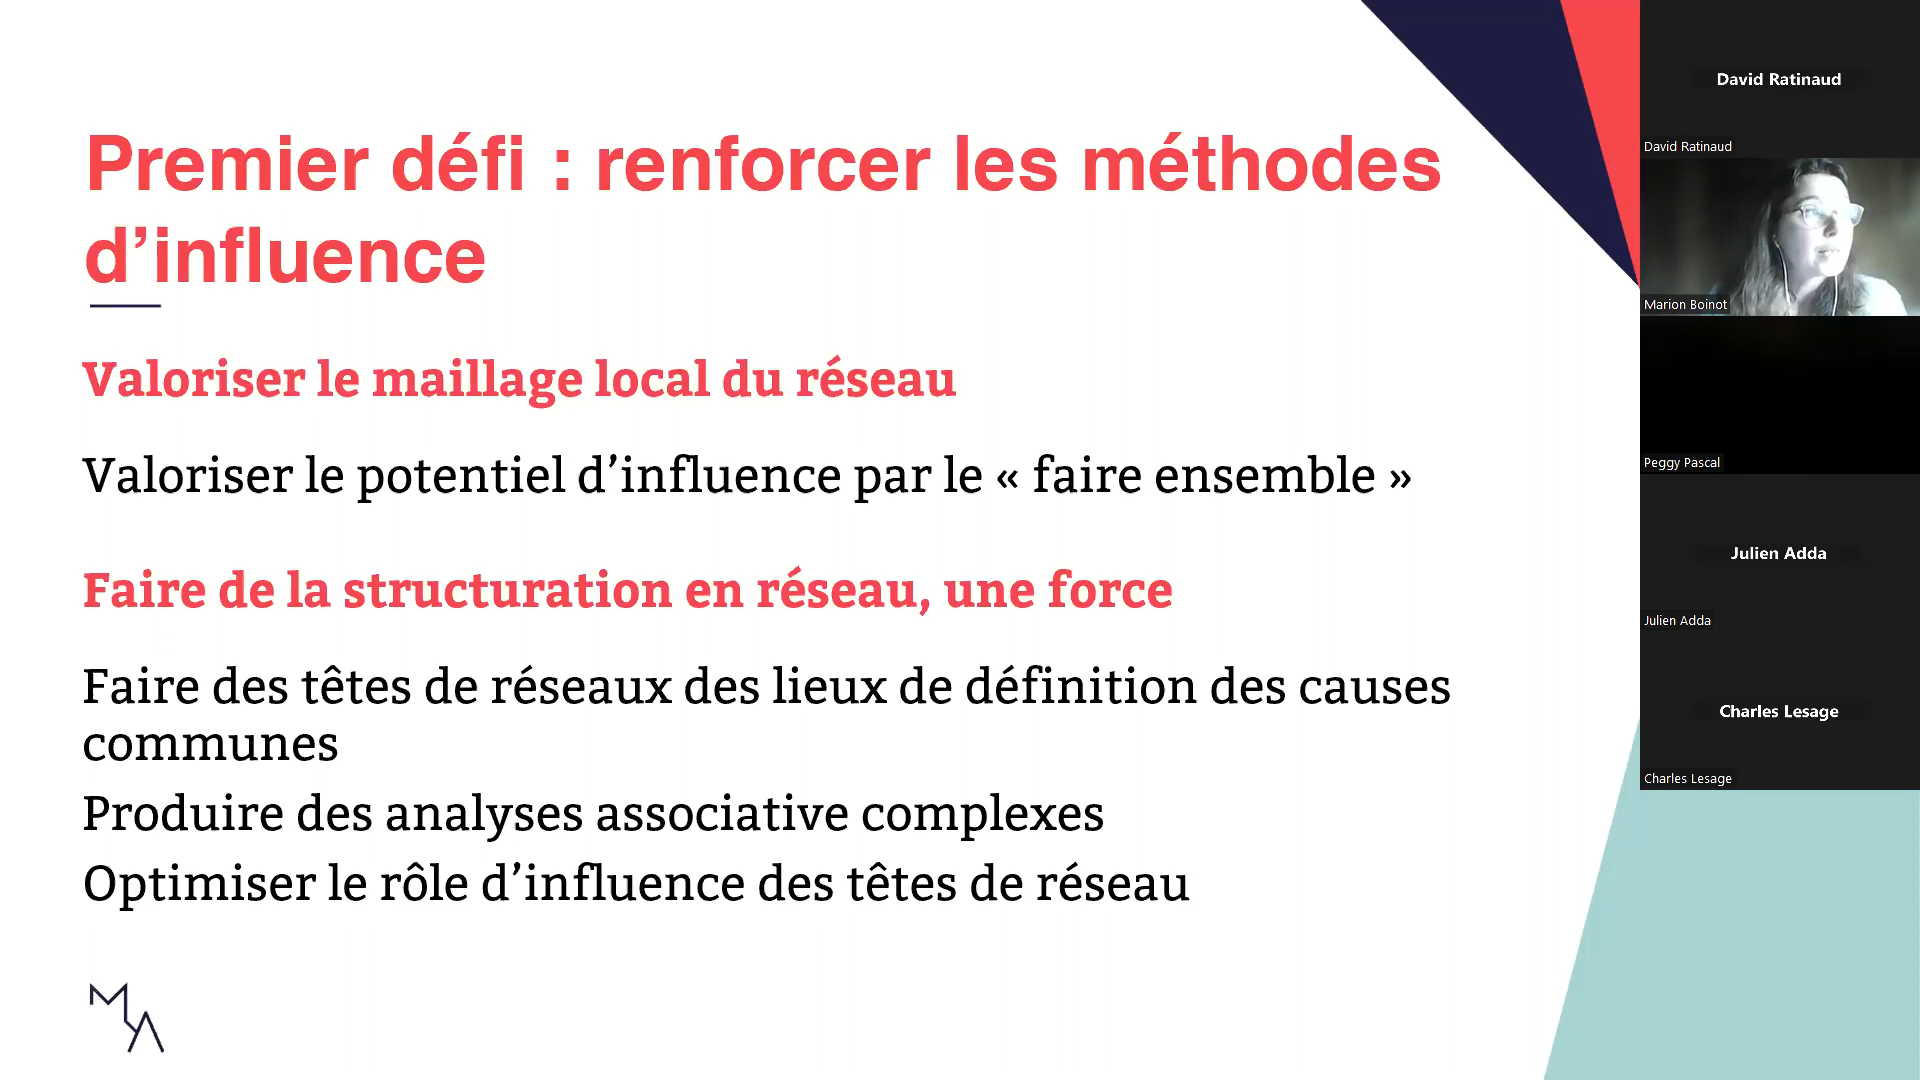 Premier défi : renforcer les méthodes
d’influence
Valoriser le maillage local du réseau
Valoriser le potentiel d’influence par le « faire ensemble »
Faire de la structuration en réseau, une force
Faire des têtes de réseaux des lieux de définition des causes
communes
Produire des analyses associative complexes
Optimiser le rôle d’influence des têtes de réseau
MA
David Ratinaud
David Ratinaud
Marion Boinot
Peggy Pascal
Julien Adda
Julien Adda
Charles Lesage
Charles Lesage